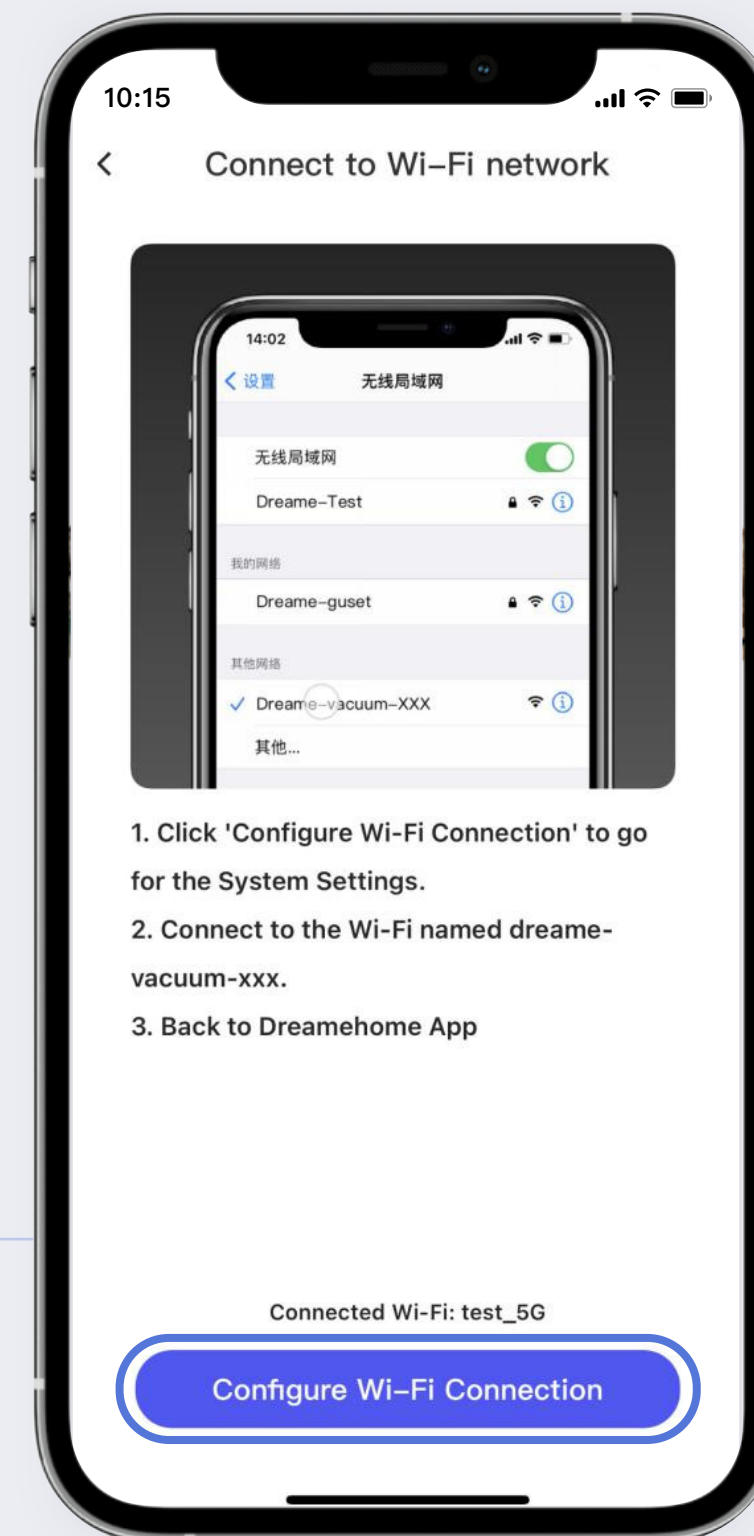 10:15
Connect to Wi-Fi network
14:02
设置
无线局域网
无线局域网
Dreame-Test
我的网络
Dreame-guset
其他网络
Dreame-vacuum-XXX
其他...
1. Click 'Configure Wi-Fi Connection' to go
for the System Settings.
2. Connect to the Wi-Fi named dreame-
vacuum-xxx.
3. Back to Dreamehome App
Connected Wi-Fi: test_5G
Configure Wi-Fi Connection